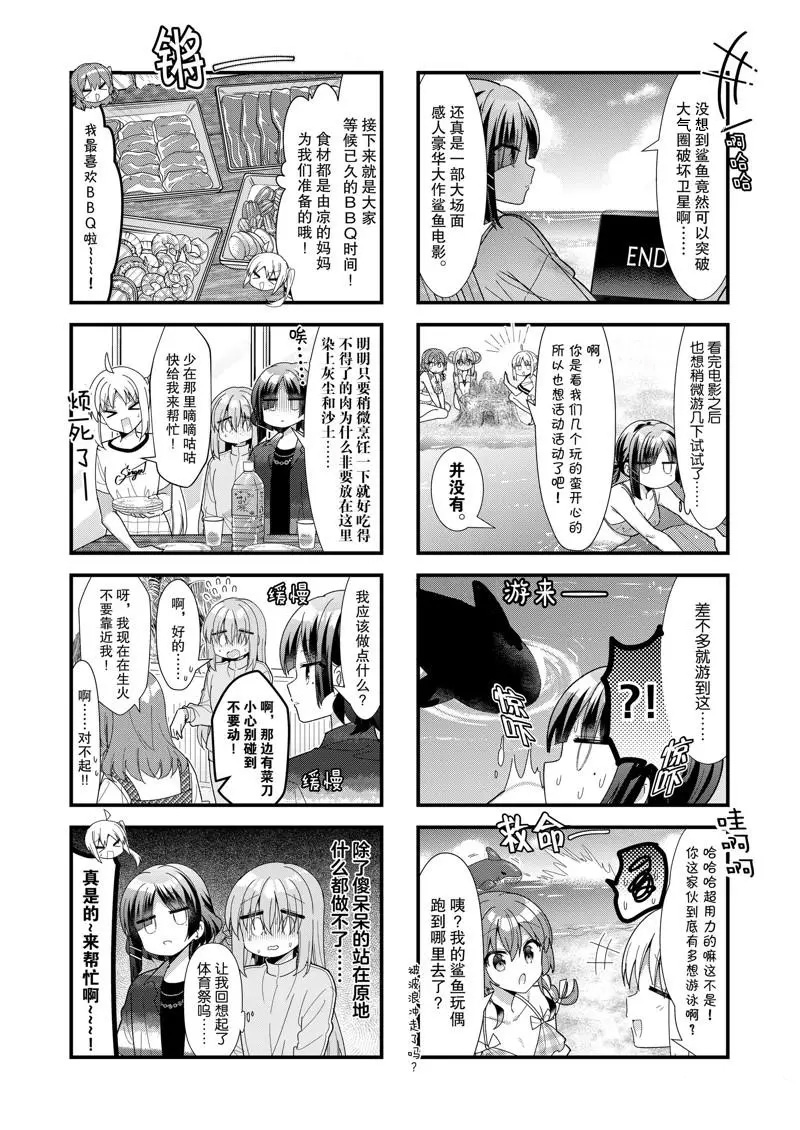 没想到鲨鱼竟然可以突破
大气圈破坏卫星啊……
啊哈哈
还真是一部大场面
感人豪华大作鲨鱼电影。
END
看完电影之后
也想稍微游几下试试了……
啊，
你是看我们几个玩的蛮开心的
所以也想活动活动了吧！
并没有。
差不多就游到这……
?!
惊吓
游来——
哇啊啊
哈哈哈超用力的嘛这不是！
你这家伙到底有多想游泳啊？
救命——
咦？我的鲨鱼玩偶
跑到哪里去了？
被波浪冲走了吗？
锵——
接下来就是大家
等候已久的BBQ时间！
食材都是由凉的妈妈
为我们准备的哦！
我最喜欢BBQ啦~~~！
唉……
明明只要稍微烹饪一下就好吃得
不得了的肉为什么非要放在这里
染上灰尘和沙土……
少在那里嘀嘀咕咕
快给我来帮忙！
烦死了——
我应该做点什么？
缓慢
啊，好的……
啊，那边有菜刀
小心别碰到
不要动！
缓慢
呀，我现在在生火
不要靠近我！
啊……对不起!!
除了傻呆呆的站在原地
什么都做不了……
让我回想起了
体育祭吗……
真是的~来帮忙啊~~~！